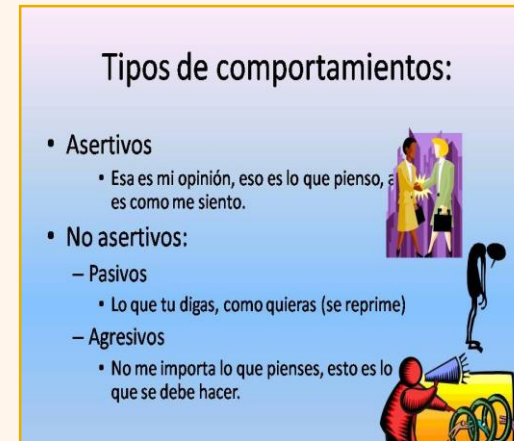 Tipos de comportamientos:
• Asertivos
• Esa es mi opinión, eso es lo que pienso, a
es como me siento.
• No asertivos:
– Pasivos
• Lo que tu digas, como quieras (se reprime)
– Agresivos
• No me importa lo que pienses, esto es lo
que se debe hacer.